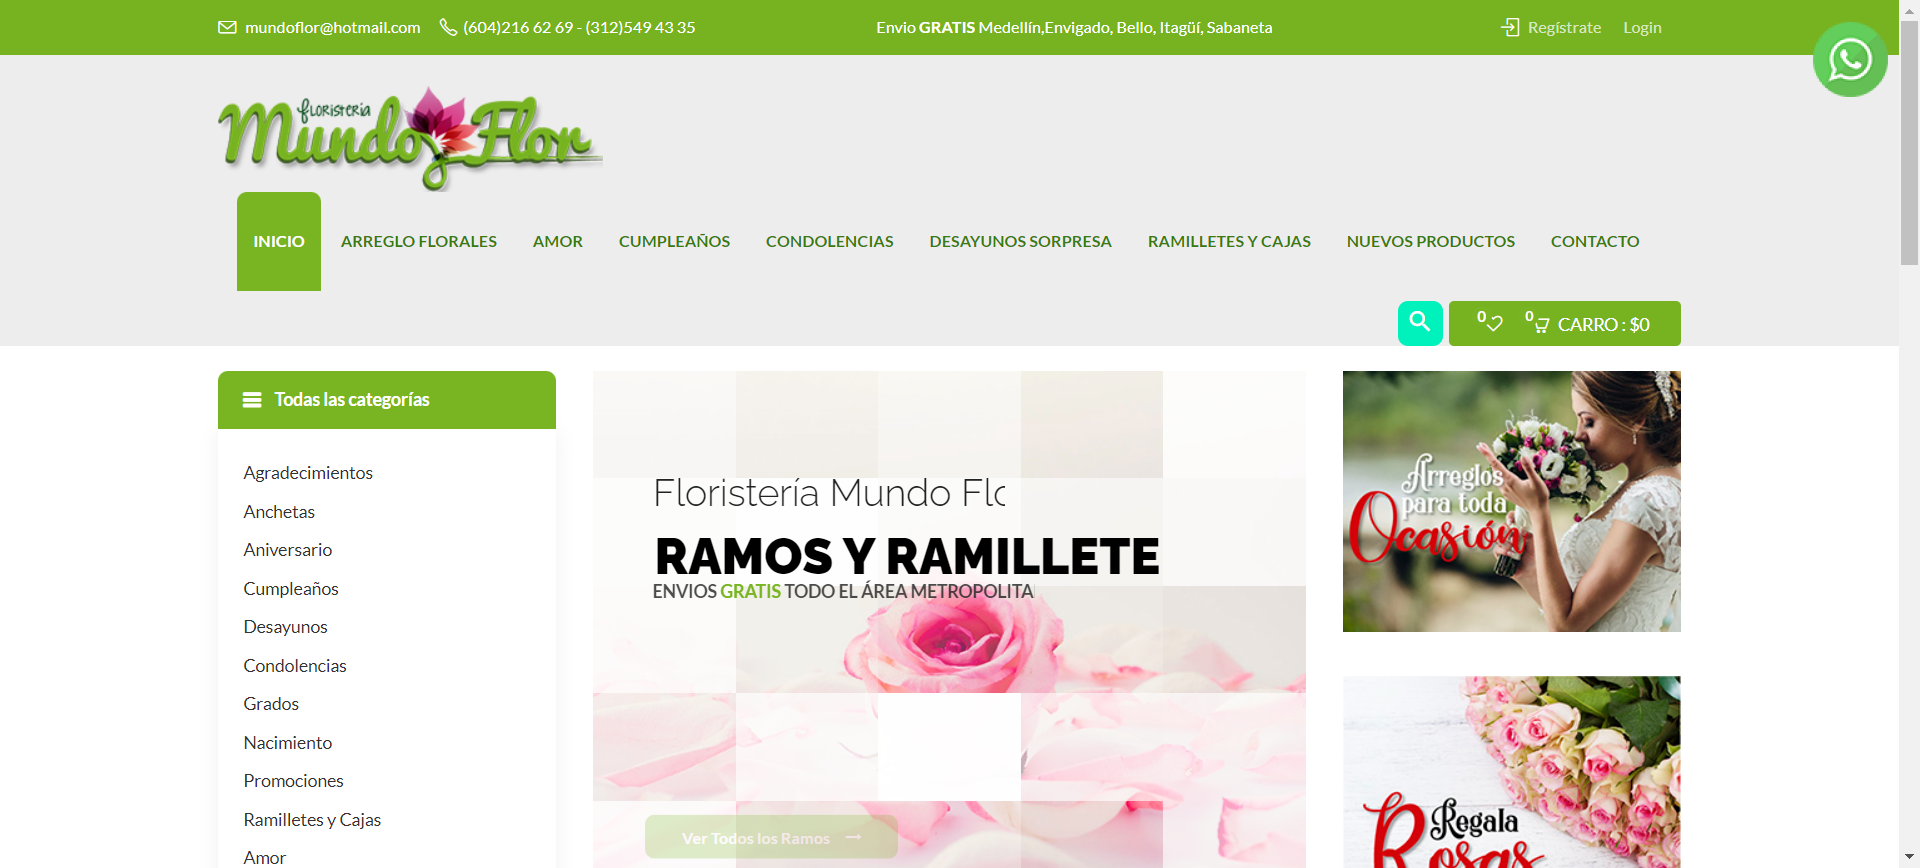 mundoflor@hotmail.com
(604)216 62 69 - (312)549 43 35
Envio GRATIS Medellín,Envigado, Bello, Itagüí, Sabaneta
Regístrate
Login
FLORISTERÍA
Mundo Flor
INICIO
ARREGLO FLORALES
AMOR
CUMPLEAÑOS
CONDOLENCIAS
DESAYUNOS SORPRESA
RAMILLETES Y CAJAS
NUEVOS PRODUCTOS
CONTACTO
0
0
CARRO : $0
Todas las categorías
Agradecimientos
Anchetas
Aniversario
Cumpleaños
Desayunos
Condolencias
Grados
Nacimiento
Promociones
Ramilletes y Cajas
Amor
Floristería Mundo Flo
RAMOS Y RAMILLETE
ENVIOS GRATIS TODO EL ÁREA METROPOLITA
Ver Todos los Ramos
Arreglos
para toda
Ocasión
Regala
Rosas